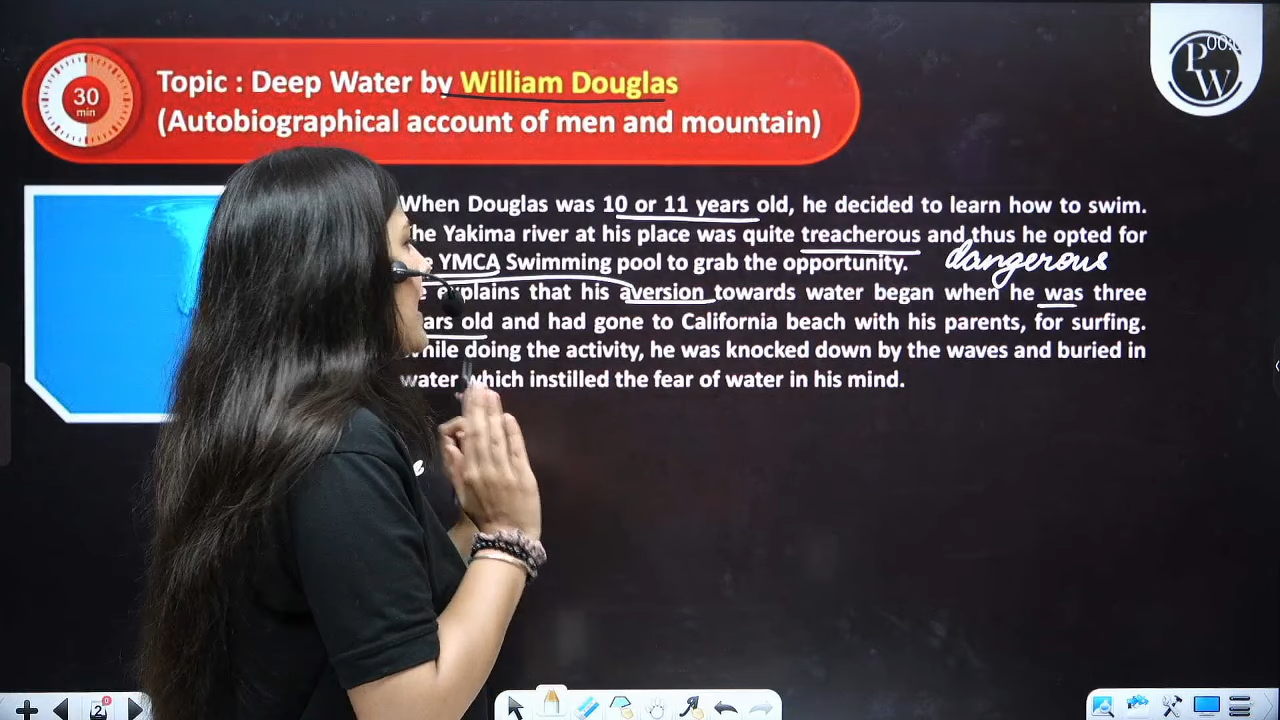 30
min
Topic : Deep Water by William Douglas
(Autobiographical account of men and mountain)
P
W
When Douglas was 10 or 11 years old, he decided to learn how to swim.
he Yakima river at his place was quite treacherous and thus he opted for
YMCA Swimming pool to grab the opportunity.
dangerous
explains that his aversion towards water began when he was three
ars old and had gone to California beach with his parents, for surfing.
while doing the activity, he was knocked down by the waves and buried in
water which instilled the fear of water in his mind.
2